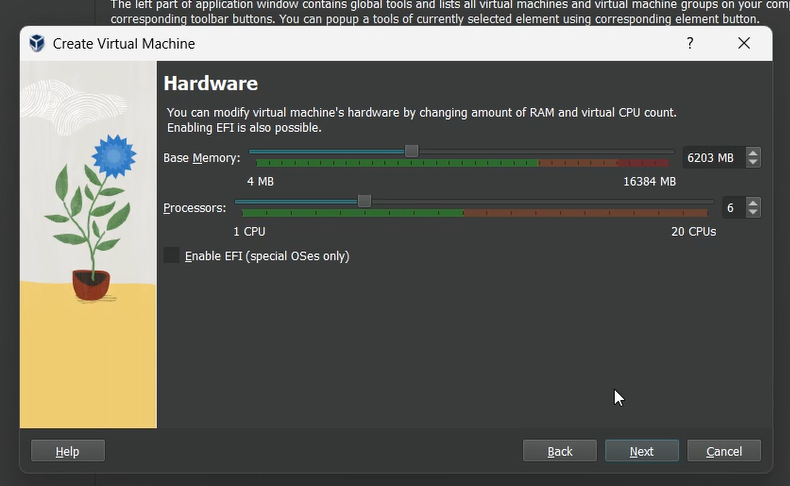 The left part of application window contains global tools and lists all virtual machines and virtual machine groups on your comp
corresponding toolbar buttons. You can popup a tools of currently selected element using corresponding element button.
Create Virtual Machine
?
Hardware
You can modify virtual machine's hardware by changing amount of RAM and virtual CPU count.
Enabling EFI is also possible.
Base Memory: 6203 MB
4 MB 16384 MB
Processors: 6
1 CPU 20 CPUs
Enable EFI (special OSes only)
Help Back Next Cancel